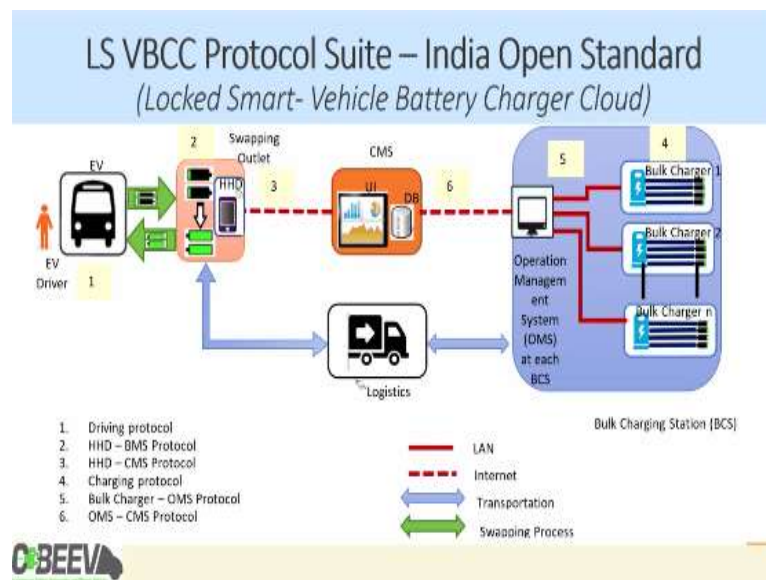 LS VBCC Protocol Suite – India Open Standard
(Locked Smart- Vehicle Battery Charger Cloud)
EV
EV
Driver
1
2
Swapping
Outlet
HHD
3
CMS
UI
DB
6
5
4
Bulk Charger 1
Bulk Charger 2
Bulk Charger n
Operation
Managem
ent
System
(OMS)
at each
BCS
Logistics
Bulk Charging Station (BCS)
1. Driving protocol
2. HHD – BMS Protocol
3. HHD – CMS Protocol
4. Charging protocol
5. Bulk Charger – OMS Protocol
6. OMS – CMS Protocol
LAN
Internet
Transportation
Swapping Process
COBEEV